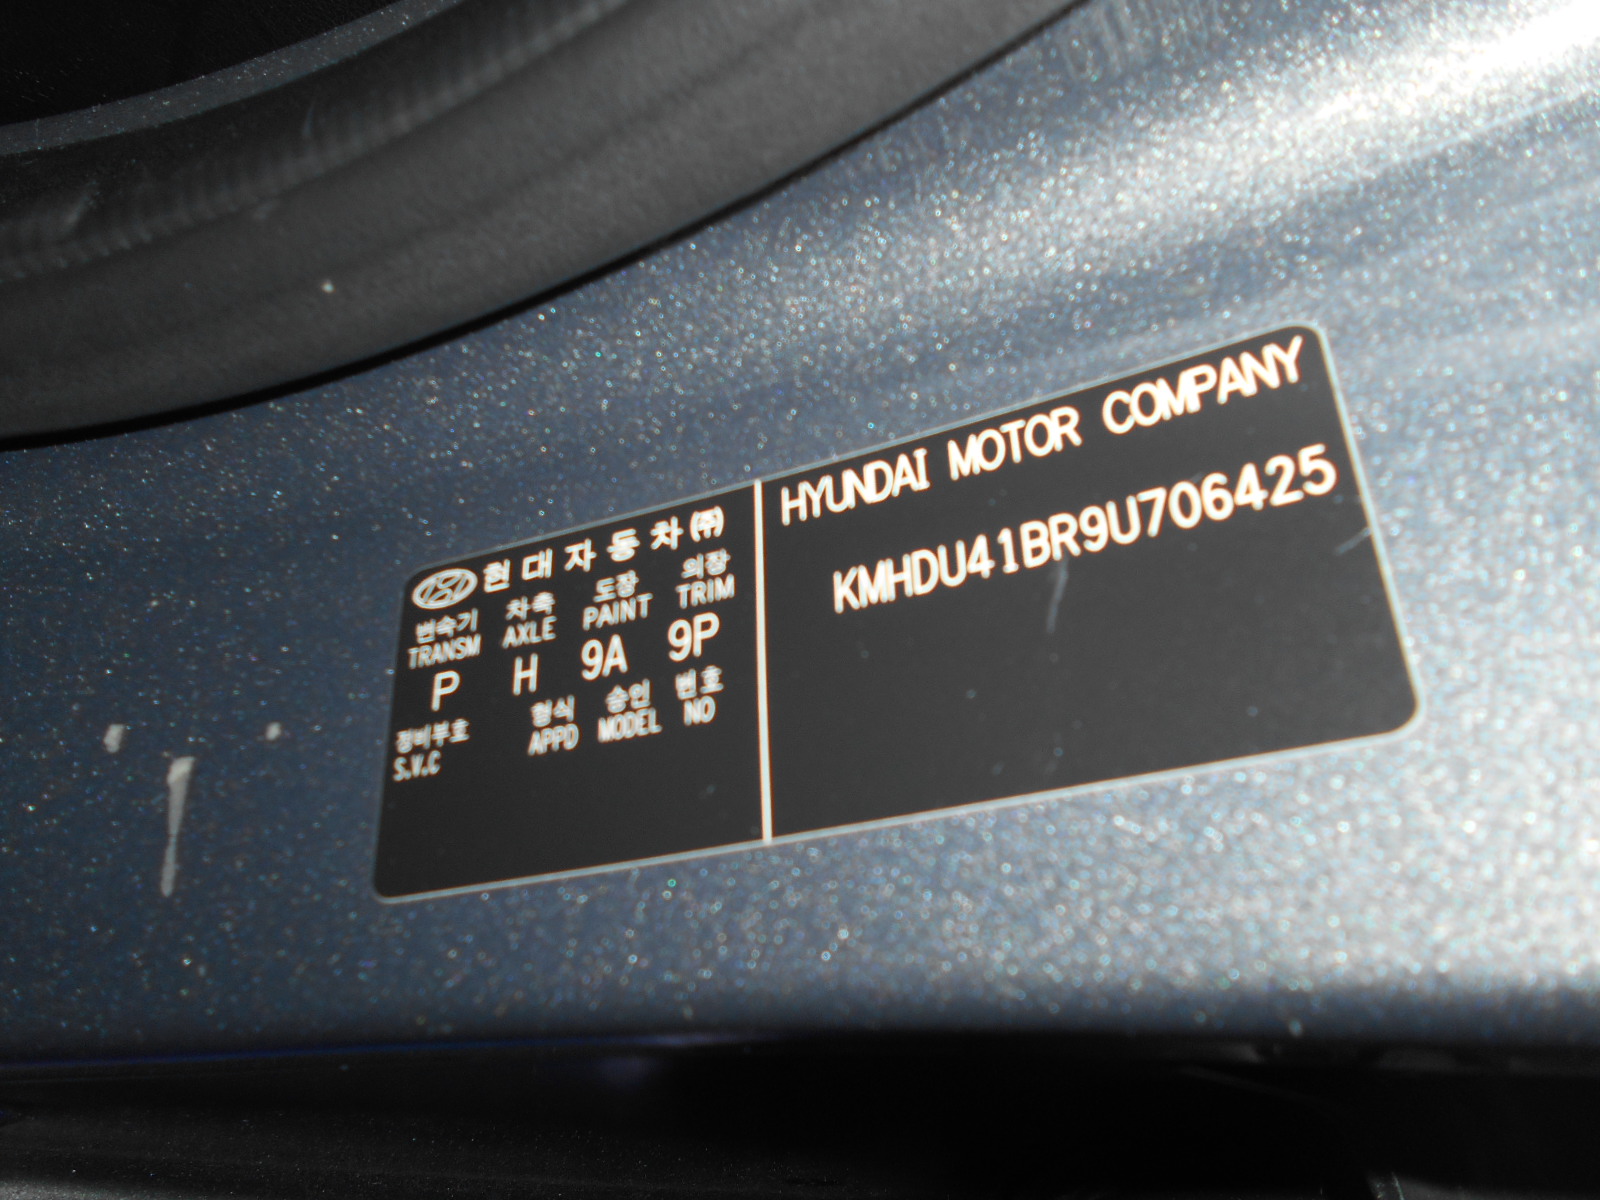 현대자동차(주)
변속기 차축 도장 의장
TRANSM AXLE PAINT TRIM
P H 9A 9P
정비부호 형식 승인 번호
S.V.C APPD MODEL NO
HYUNDAI MOTOR COMPANY
KMHDU41BR9U706425